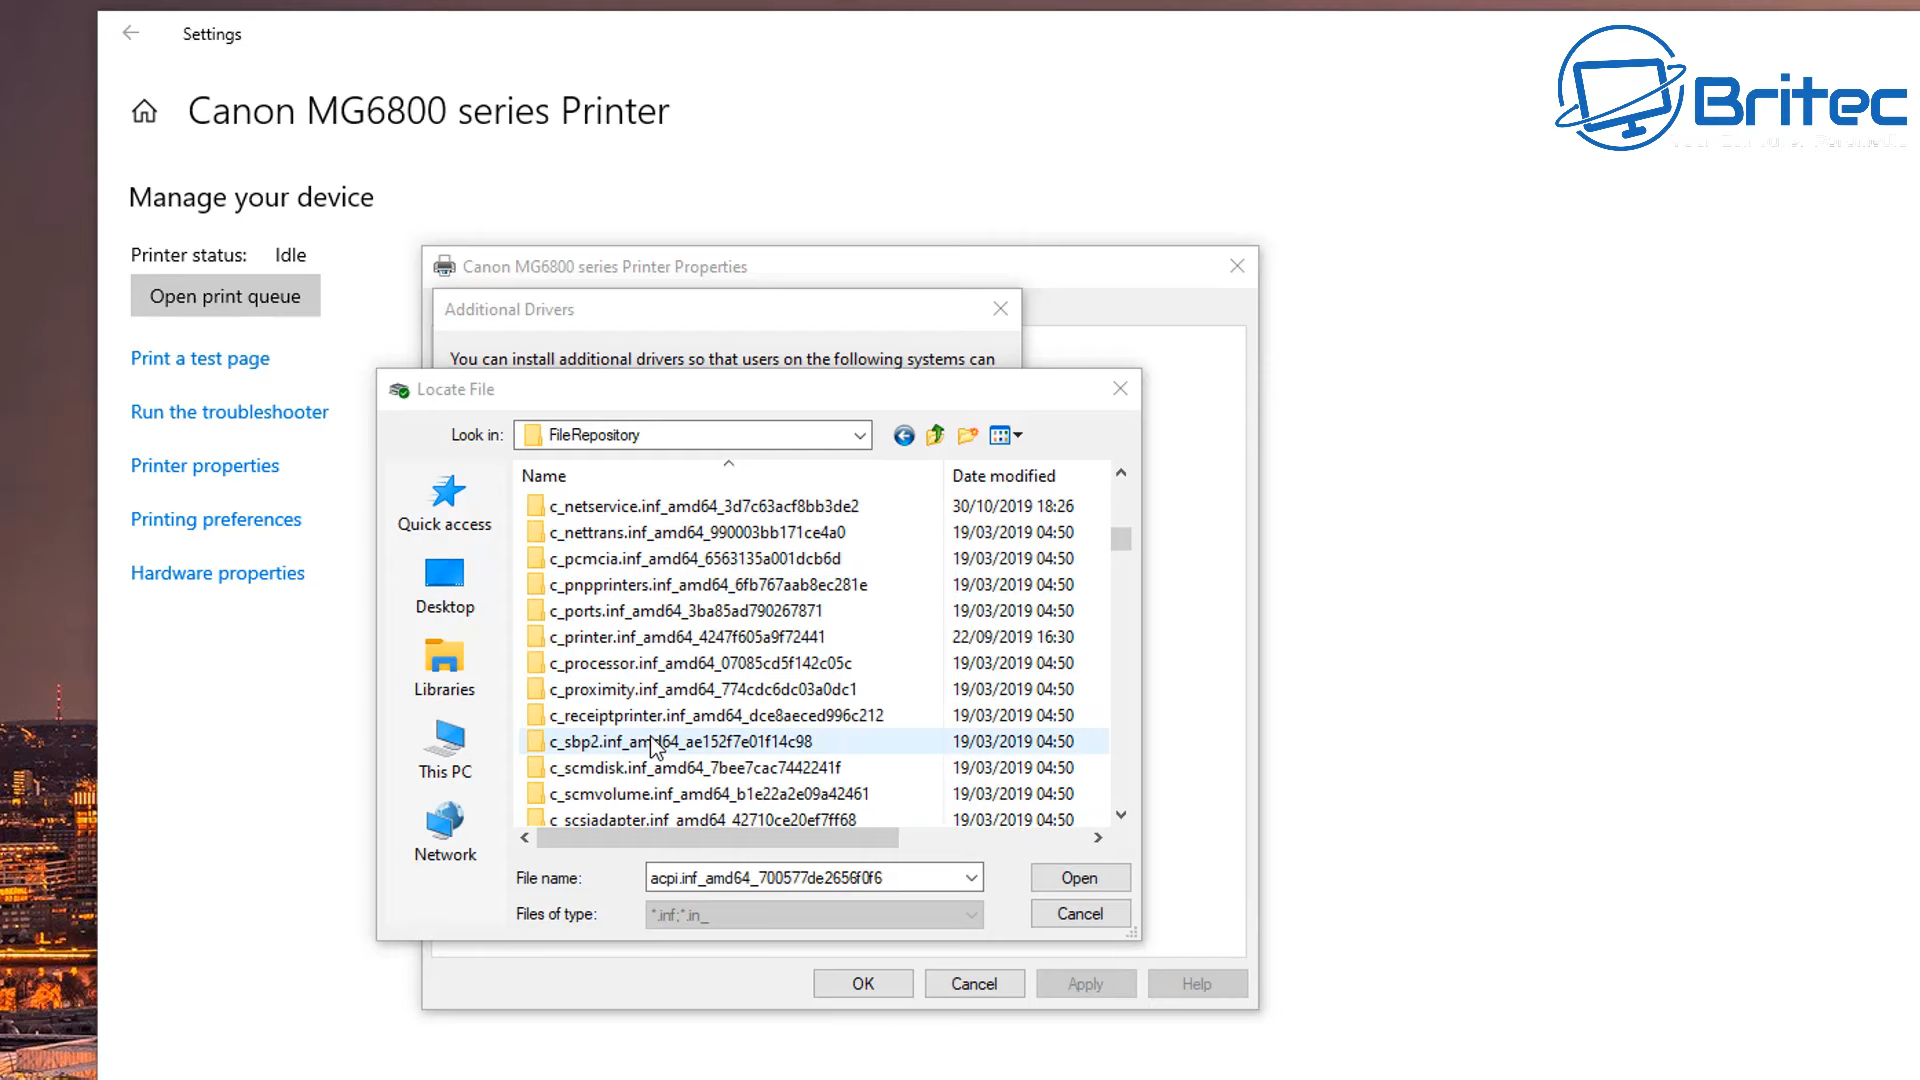 Settings
Britec
Canon MG6800 series Printer
Manage your device
Printer status: Idle
Open print queue
Print a test page
Run the troubleshooter
Printer properties
Printing preferences
Hardware properties
Canon MG6800 series Printer Properties
Additional Drivers
You can install additional drivers so that users on the following systems can
Locate File
Look in: FileRepository
Quick access
Desktop
Libraries
This PC
Network
Name Date modified
c_netservice.inf_amd64_3d7c63acf8bb3de2 30/10/2019 18:26
c_nettrans.inf_amd64_990003bb171ce4a0 19/03/2019 04:50
c_pcmcia.inf_amd64_6563135a001dcb6d 19/03/2019 04:50
c_pnpprinters.inf_amd64_6fb767aab8ec281e 19/03/2019 04:50
c_ports.inf_amd64_3ba85ad790267871 19/03/2019 04:50
c_printer.inf_amd64_4247f605a9f72441 22/09/2019 16:30
c_processor.inf_amd64_07085cd5f142c05c 19/03/2019 04:50
c_proximity.inf_amd64_774cdc6dc03a0dc1 19/03/2019 04:50
c_receiptprinter.inf_amd64_dce8aeced996c212 19/03/2019 04:50
c_sbp2.inf_amd64_ae152f7e01f14c98 19/03/2019 04:50
c_scmdisk.inf_amd64_7bee7cac7442241f 19/03/2019 04:50
c_scmvolume.inf_amd64_b1e22a2e09a42461 19/03/2019 04:50
c_scsiadapter.inf_amd64_42710ce20ef7ff68 19/03/2019 04:50
File name: acpi.inf_amd64_700577de2656f0f6 Open
Files of type: *.inf;*.in_ Cancel
OK Cancel Apply Help